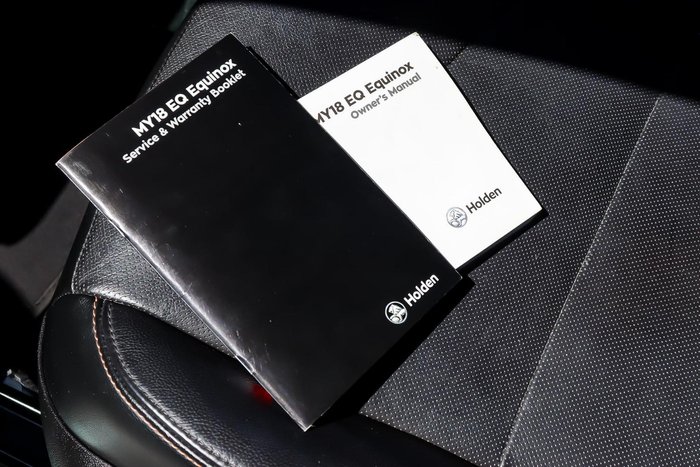 MY18 EQ Equinox
Service & Warranty Booklet
Holden
MY18 EQ Equinox
Owner's Manual
Holden